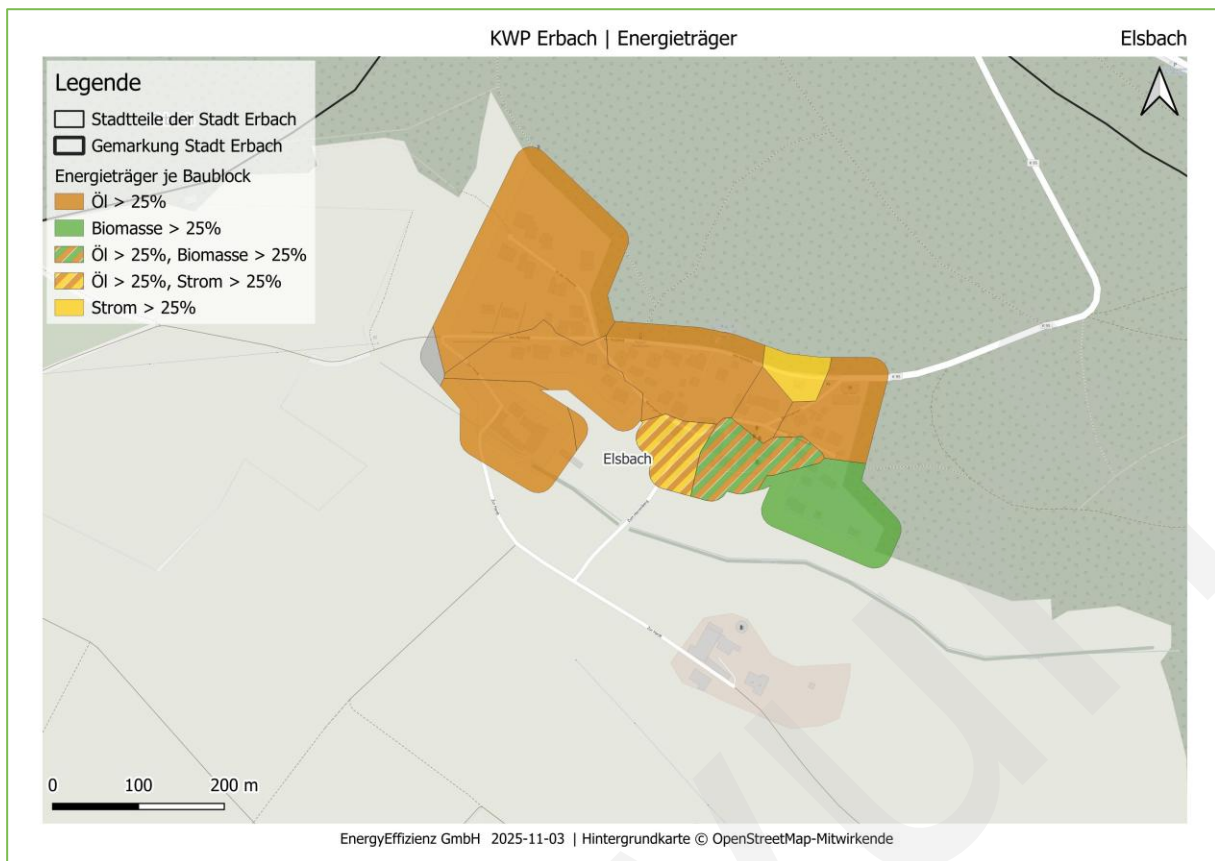 KWP Erbach | Energieträger
Elsbach
Legende
Stadtteile der Stadt Erbach
Gemarkung Stadt Erbach
Energieträger je Baublock
Öl > 25%
Biomasse > 25%
Öl > 25%, Biomasse > 25%
Öl > 25%, Strom > 25%
Strom > 25%
Elsbach
0 100 200 m
EnergyEffizienz GmbH 2025-11-03 | Hintergrundkarte © OpenStreetMap-Mitwirkende